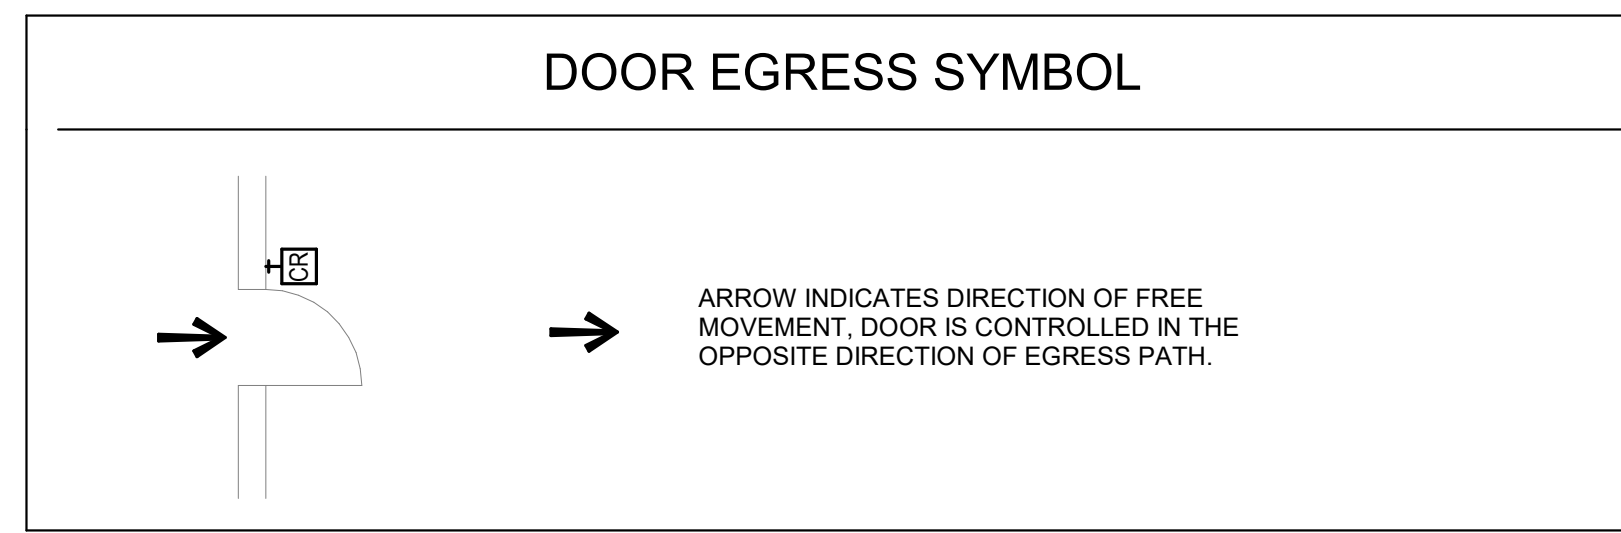 DOOR EGRESS SYMBOL
CR
ARROW INDICATES DIRECTION OF FREE
MOVEMENT, DOOR IS CONTROLLED IN THE
OPPOSITE DIRECTION OF EGRESS PATH.